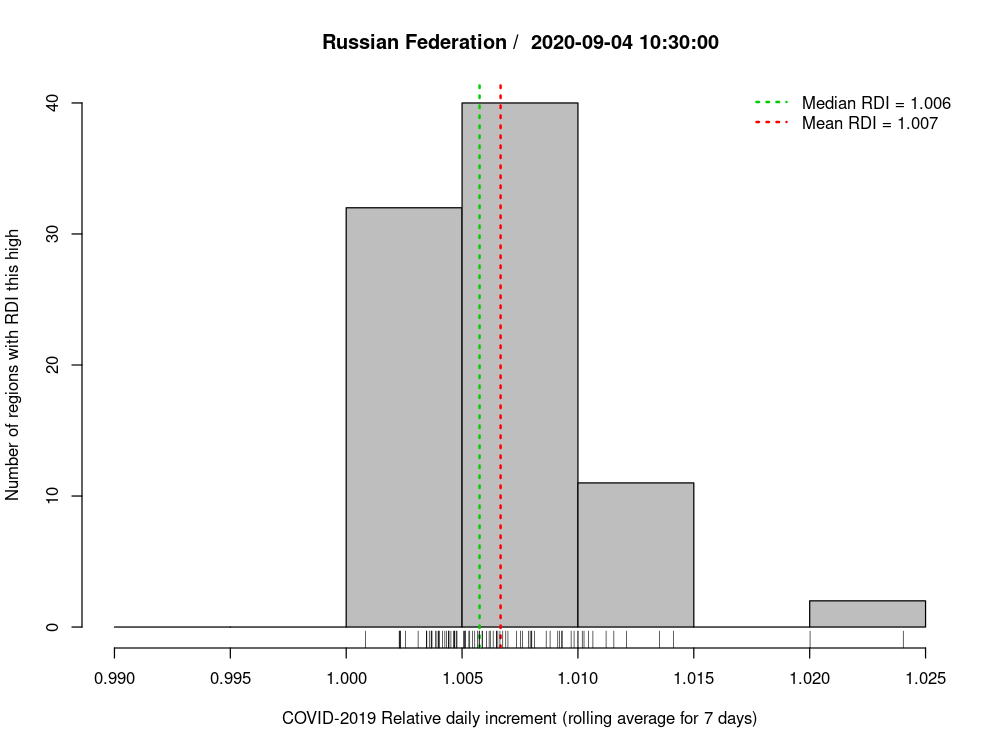 Russian Federation /  2020-09-04 10:30:00
Median RDI = 1.006
Mean RDI = 1.007
Number of regions with RDI this high
40
30
20
10
0
0.990 0.995 1.000 1.005 1.010 1.015 1.020 1.025
COVID-2019 Relative daily increment (rolling average for 7 days)